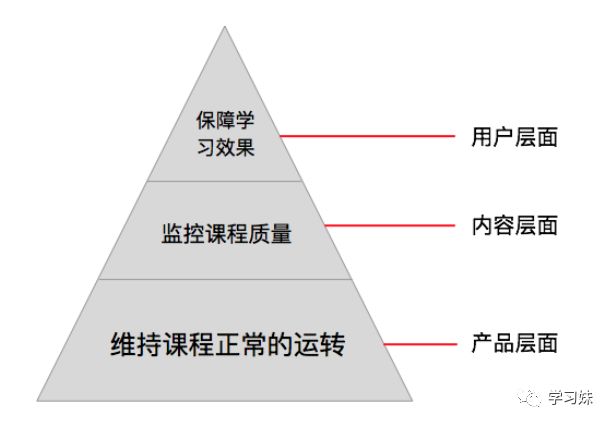 保障学
习效果
用户层面
监控课程质量
内容层面
维持课程正常的运转
产品层面
学习妹